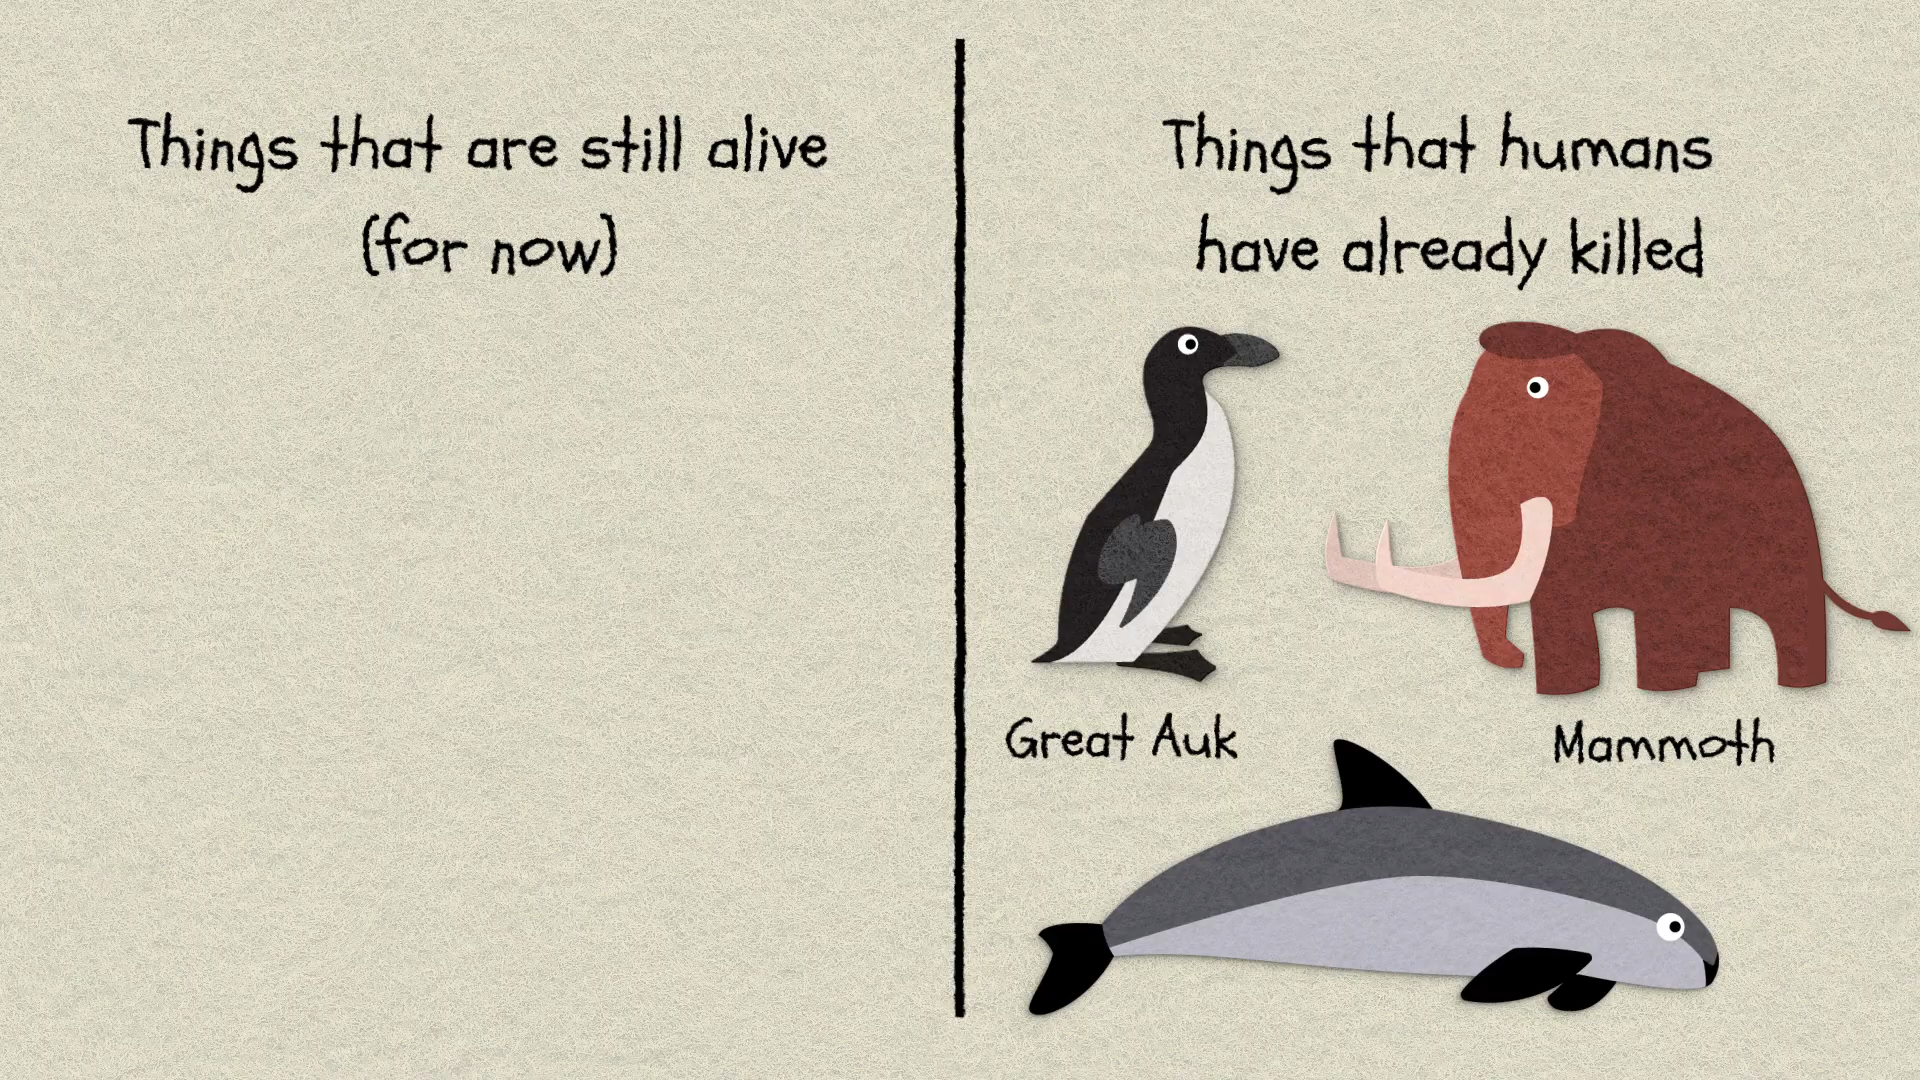 Things that are still alive
(for now)
Things that humans
have already killed
Great Auk
Mammoth